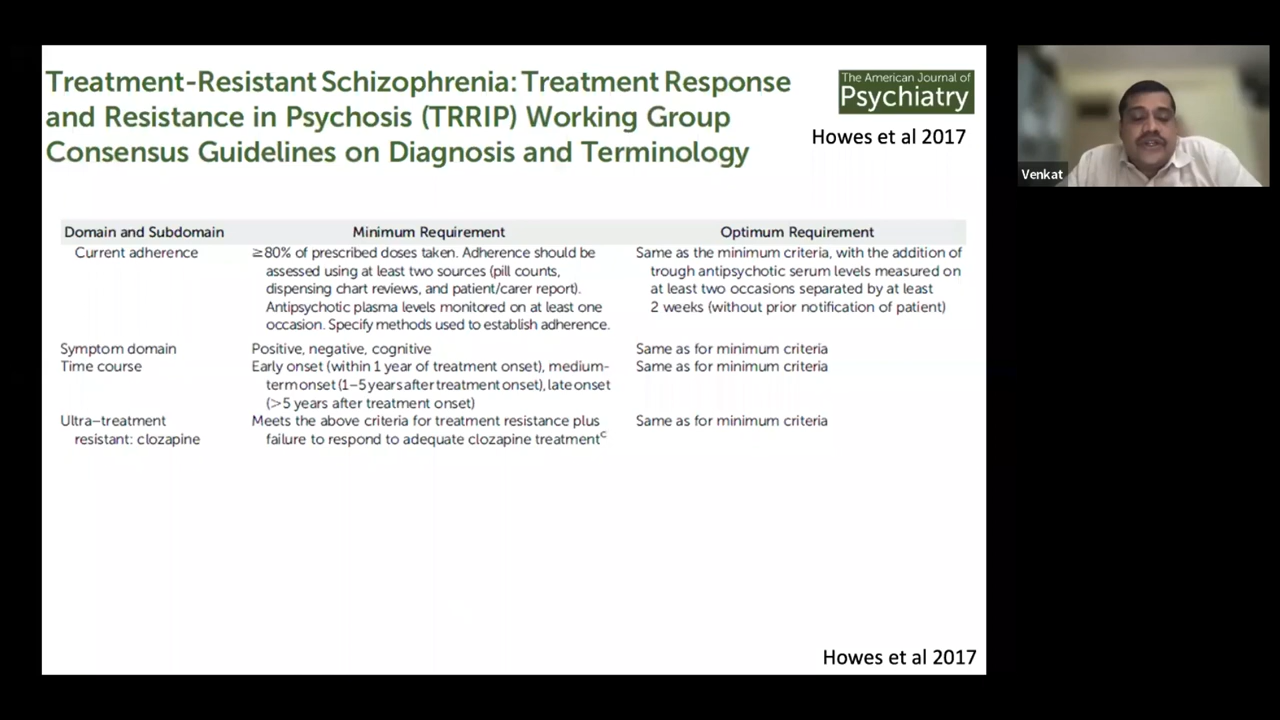 Treatment-Resistant Schizophrenia: Treatment Response
and Resistance in Psychosis (TRRIP) Working Group
Consensus Guidelines on Diagnosis and Terminology
The American Journal of
Psychiatry
Howes et al 2017
Venkat
Domain and Subdomain Minimum Requirement Optimum Requirement
Current adherence
≥80% of prescribed doses taken. Adherence should be
assessed using at least two sources (pill counts,
dispensing chart reviews, and patient/carer report).
Antipsychotic plasma levels monitored on at least one
occasion. Specify methods used to establish adherence.
Same as the minimum criteria, with the addition of
trough antipsychotic serum levels measured on
at least two occasions separated by at least
2 weeks (without prior notification of patient)
Symptom domain
Positive, negative, cognitive
Same as for minimum criteria
Time course
Early onset (within 1 year of treatment onset), medium-
term onset (1–5 years after treatment onset), late onset
(>5 years after treatment onset)
Same as for minimum criteria
Ultra–treatment
resistant: clozapine
Meets the above criteria for treatment resistance plus
failure to respond to adequate clozapine treatmentc
Same as for minimum criteria
Howes et al 2017